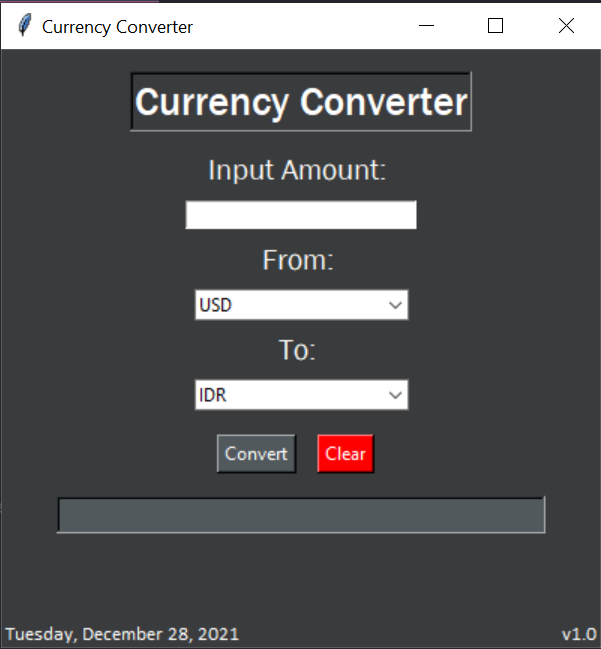 Currency Converter
Currency Converter
Input Amount:
From:
USD
To:
IDR
Convert Clear
Tuesday, December 28, 2021 v1.0